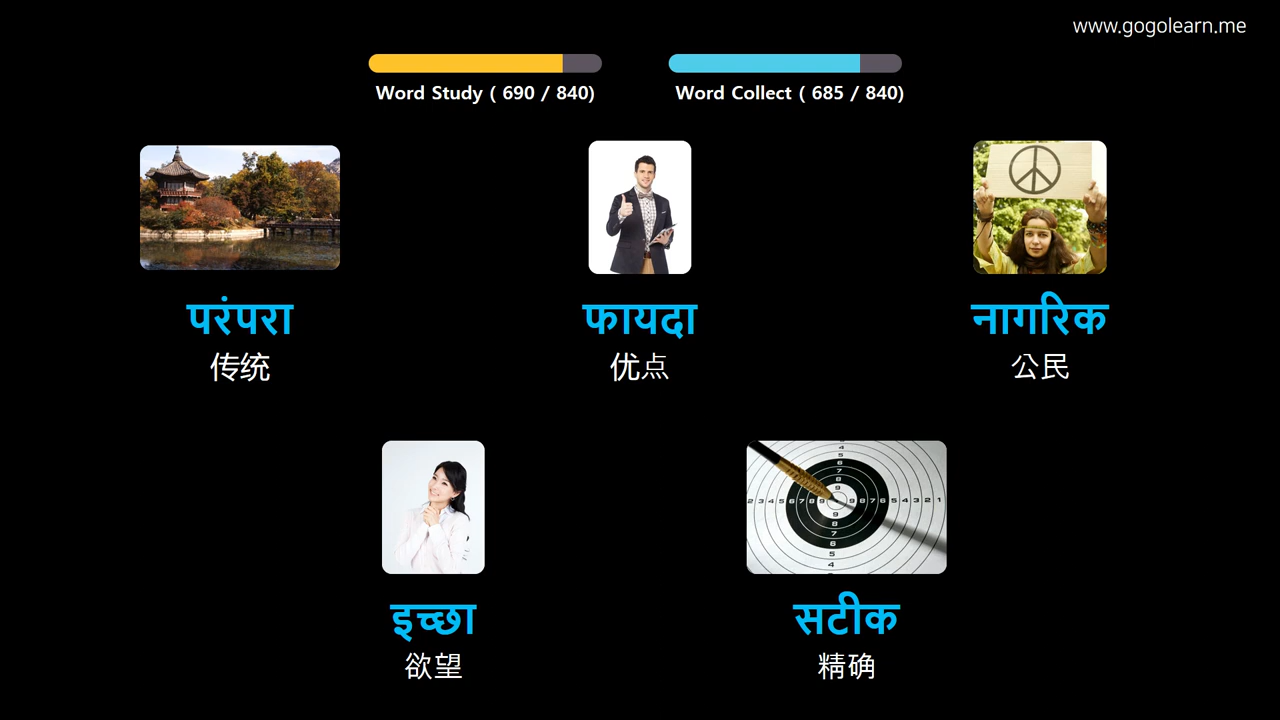 www.gogolearn.me
Word Study ( 690 / 840)
Word Collect ( 685 / 840)
परंपरा
传统
फायदा
优点
नागरिक
公民
इच्छा
欲望
सटीक
精确